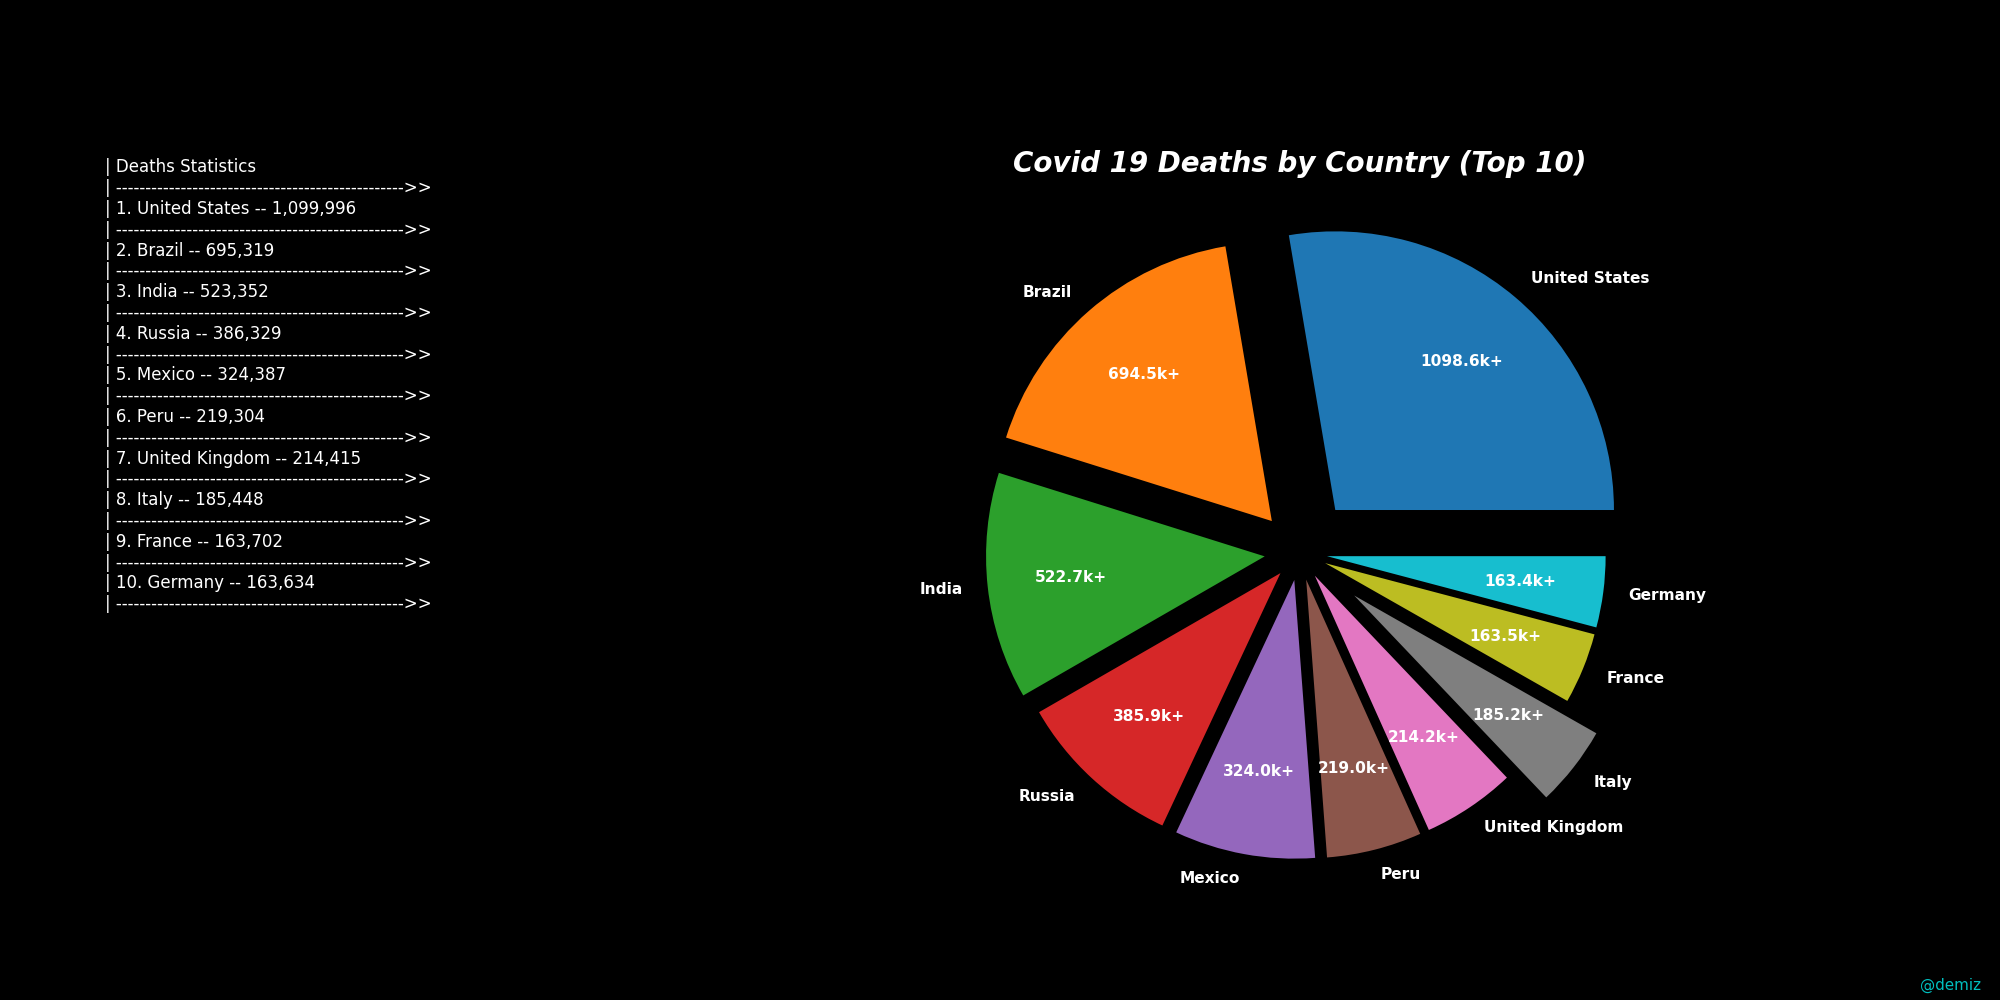 | Deaths Statistics
| ------------------------------------------------->>
| 1. United States -- 1,099,996
| ------------------------------------------------->>
| 2. Brazil -- 695,319
| ------------------------------------------------->>
| 3. India -- 523,352
| ------------------------------------------------->>
| 4. Russia -- 386,329
| ------------------------------------------------->>
| 5. Mexico -- 324,387
| ------------------------------------------------->>
| 6. Peru -- 219,304
| ------------------------------------------------->>
| 7. United Kingdom -- 214,415
| ------------------------------------------------->>
| 8. Italy -- 185,448
| ------------------------------------------------->>
| 9. France -- 163,702
| ------------------------------------------------->>
| 10. Germany -- 163,634
| ------------------------------------------------->>
Covid 19 Deaths by Country (Top 10)
United States
1098.6k+
Brazil
694.5k+
India
522.7k+
Russia
385.9k+
Mexico
324.0k+
Peru
219.0k+
United Kingdom
214.2k+
Italy
185.2k+
France
163.5k+
Germany
163.4k+
@demiz